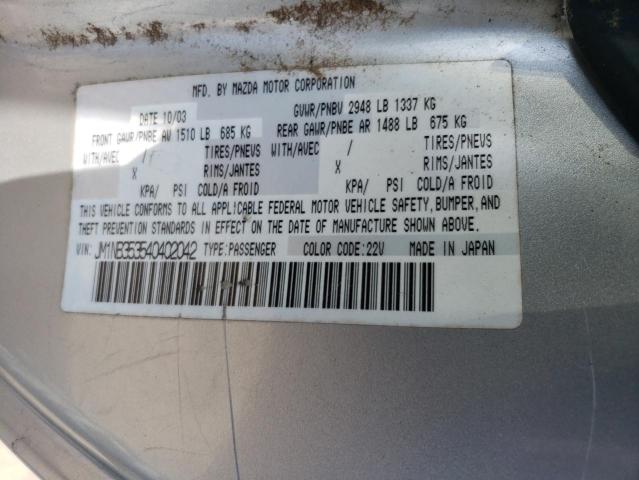 MFD. BY MAZDA MOTOR CORPORATION
DATE 10/03 GVWR/PNBV 2948 LB 1337 KG
FRONT GAWR/PNBE AV 1510 LB 685 KG REAR GAWR/PNBE AR 1488 LB 675 KG
WITH/AVEC / TIRES/PNEUS WITH/AVEC / TIRES/PNEUS
X RIMS/JANTES X RIMS/JANTES
KPA/ PSI COLD/A FROID KPA/ PSI COLD/A FROID
THIS VEHICLE CONFORMS TO ALL APPLICABLE FEDERAL MOTOR VEHICLE SAFETY, BUMPER, AND
THEFT PREVENTION STANDARDS IN EFFECT ON THE DATE OF MANUFACTURE SHOWN ABOVE.
VIN: JM1NB353540402042 TYPE:PASSENGER COLOR CODE:22V MADE IN JAPAN